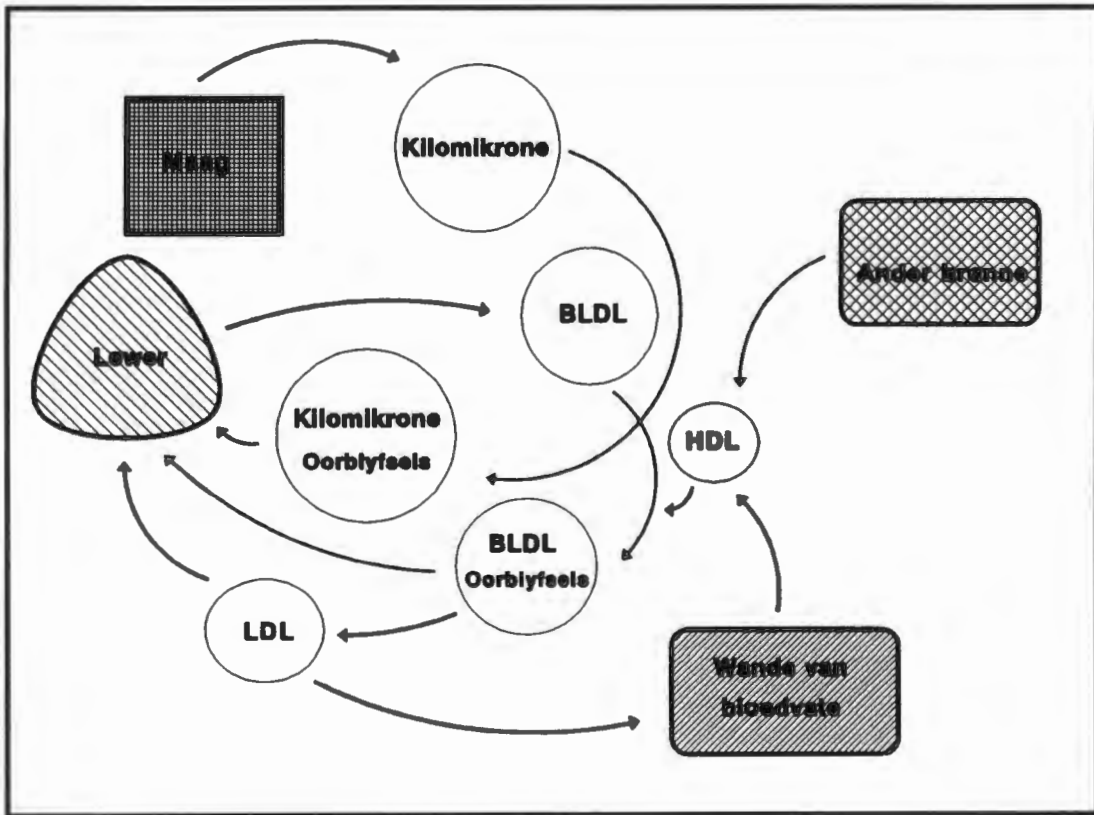 Maag
Kilomikrone
Ander bronne
BLDL
Lewer
Kilomikrone
Oorblyfsels
HDL
BLDL
Oorblyfsels
LDL
Wande van
bloedvate